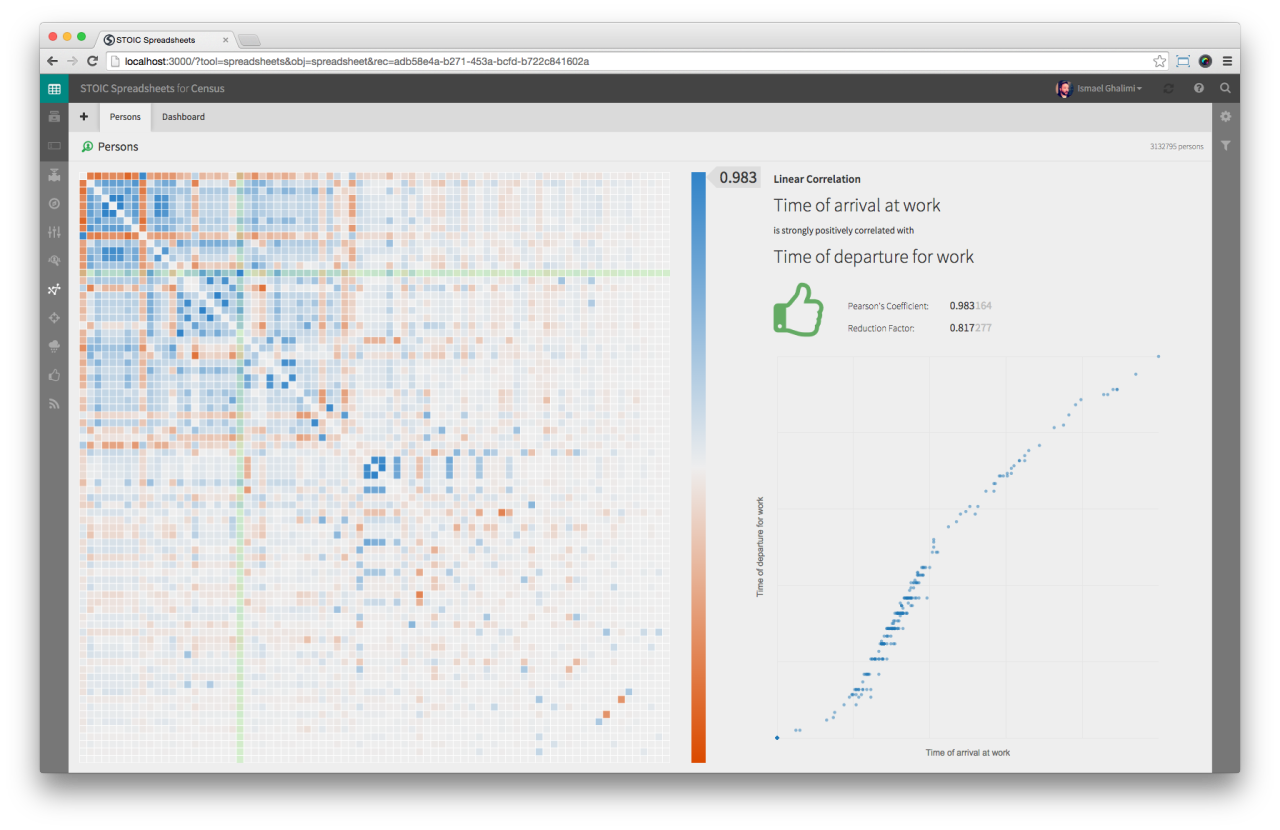 STOIC Spreadsheets
localhost:3000/?tool=spreadsheets&obj=spreadsheet&rec=adb58e4a-b271-453a-bcfd-b722c841602a
STOIC Spreadsheets for Census
Ismael Ghalimi
+ Persons Dashboard
Persons
3132795 persons
0.983
Linear Correlation
Time of arrival at work
is strongly positively correlated with
Time of departure for work
Pearson's Coefficient: 0.983164
Reduction Factor: 0.817277
Time of departure for work
Time of arrival at work